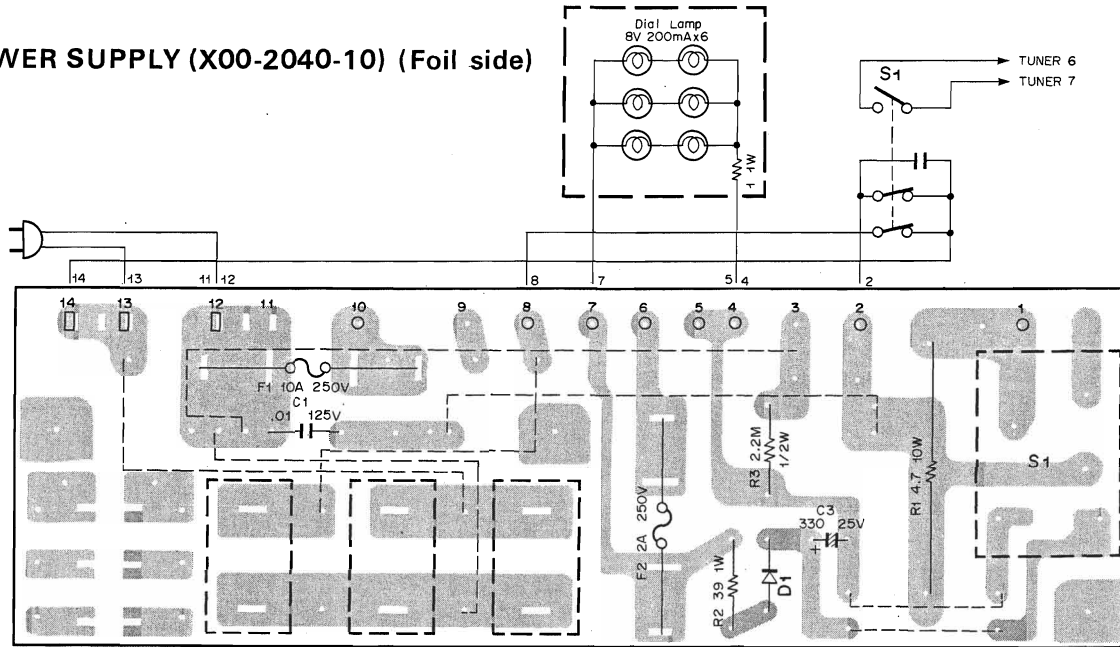 WER SUPPLY (X00-2040-10) (Foil side)
Dial Lamp
8V 200mAx6
1 1W
S1
TUNER 6
TUNER 7
14 13 11 12 8 7 5 4 2
14 13 12 11 10 9 8 7 6 5 4 3 2 1
F1 10A 250V
C1
.01 125V
R3 2.2M
1/2W
R1 4.7 10W
S1
F2 2A 250V
C3
330 25V
+
R2 39 1W
D1